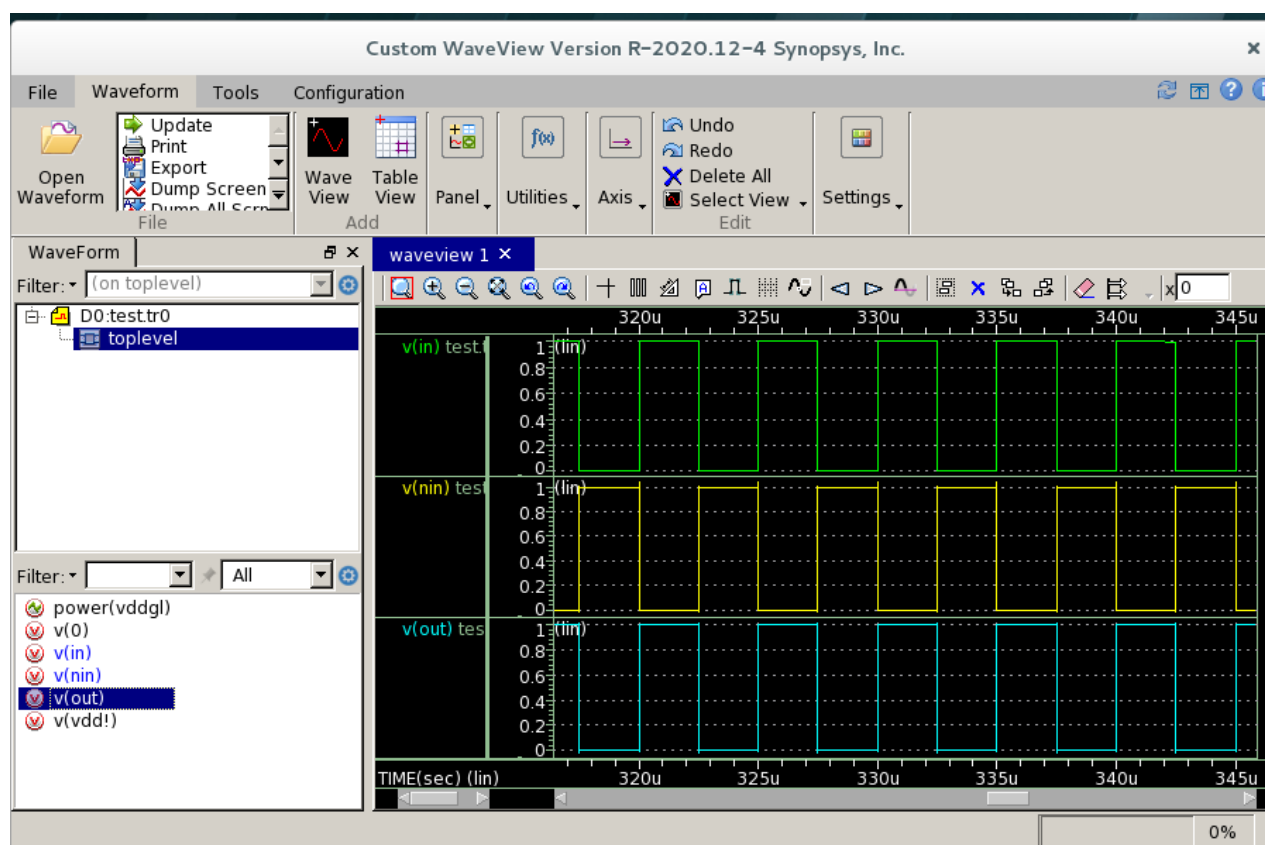 Custom WaveView Version R-2020.12-4 Synopsys, Inc.
File Waveform Tools Configuration
Open Waveform
Update
Print
Export
Dump Screen
File
Wave View
Table View
Add
Panel
f(x)
Utilities
Axis
Undo
Redo
Delete All
Select View
Edit
Settings
WaveForm
Filter: (on toplevel)
D0:test.tr0
toplevel
Filter: All
power(vddgl)
v(0)
v(in)
v(nin)
v(out)
v(vdd!)
waveview 1
x 0
320u 325u 330u 335u 340u 345u
v(in) test.
1 (lin)
0.8
0.6
0.4
0.2
0
v(nin) test
1 (lin)
0.8
0.6
0.4
0.2
0
v(out) tes
1 (lin)
0.8
0.6
0.4
0.2
0
TIME(sec) (lin) 320u 325u 330u 335u 340u 345u
0%